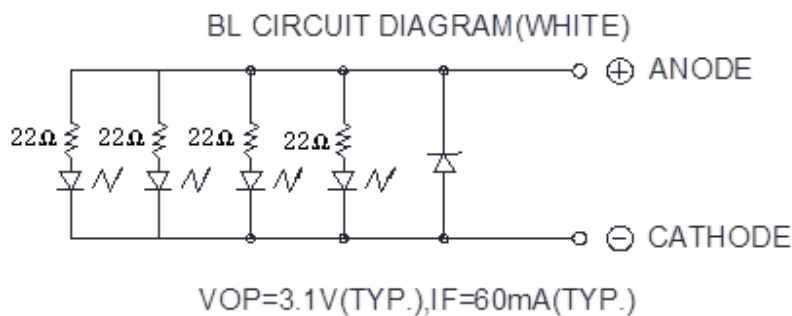 BL CIRCUIT DIAGRAM(WHITE)
⊕ ANODE
22Ω 22Ω 22Ω 22Ω
⊖ CATHODE
VOP=3.1V(TYP.),IF=60mA(TYP.)